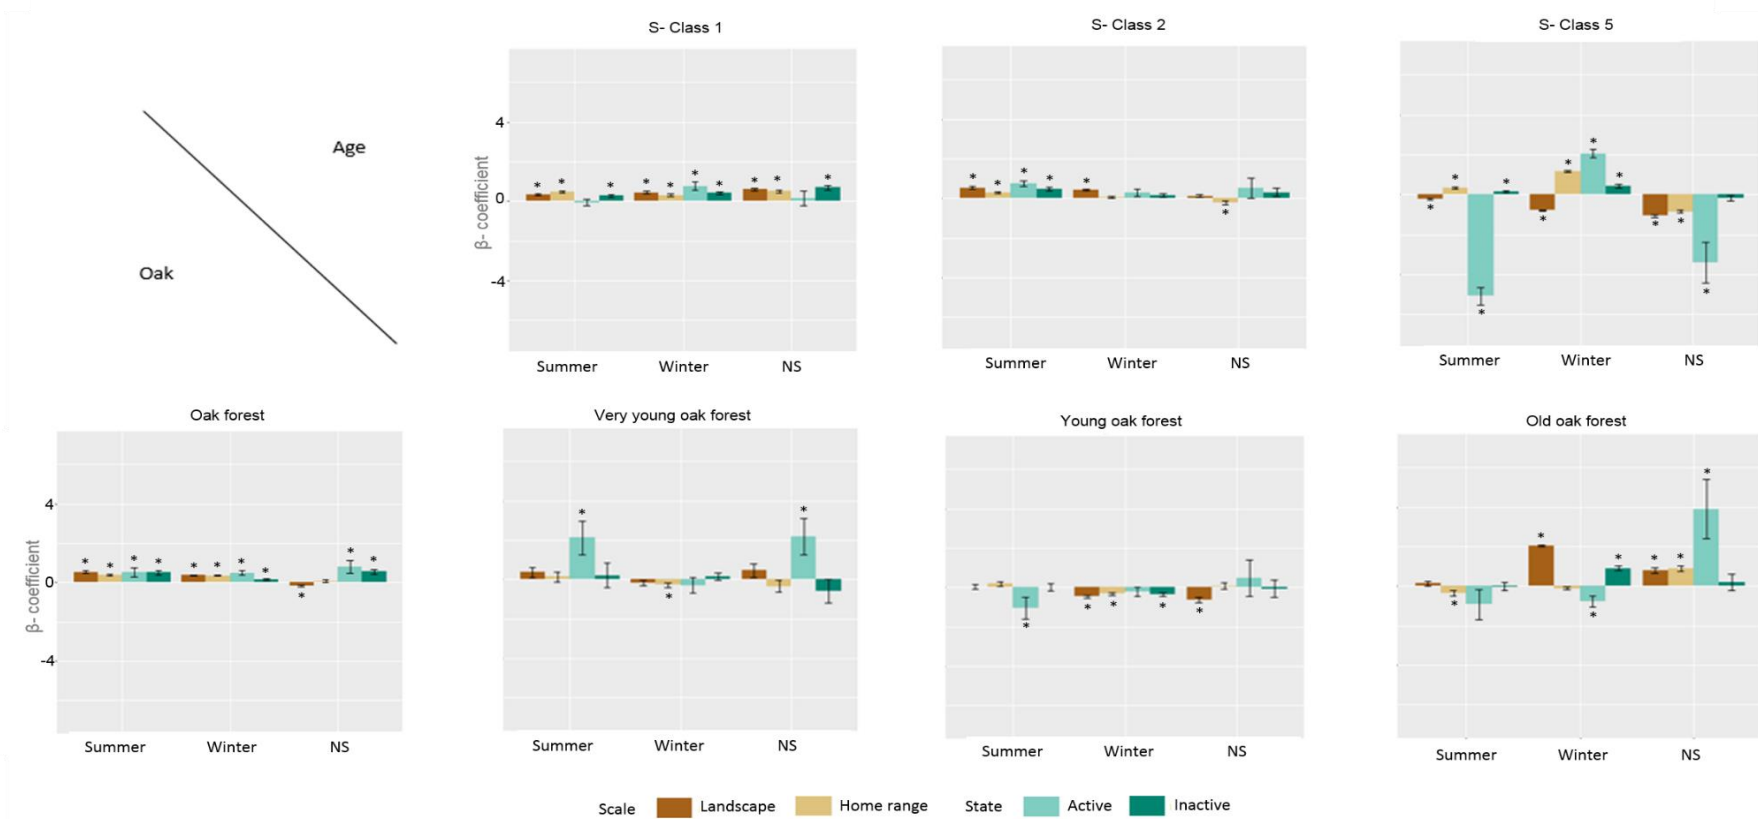 S- Class 1
S- Class 2
S- Class 5
Age
Oak
β- coefficient
4
0
-4
Summer Winter NS
Summer Winter NS
Summer Winter NS
* * * * * * * * * *
* * * * * *
* * * * * * * * * * *
Oak forest
Very young oak forest
Young oak forest
Old oak forest
β- coefficient
4
0
-4
* * * * * * * * * * *
* * *
* * * * *
* * * * * * *
Summer Winter NS
Summer Winter NS
Summer Winter NS
Summer Winter NS
Scale Landscape Home range State Active Inactive